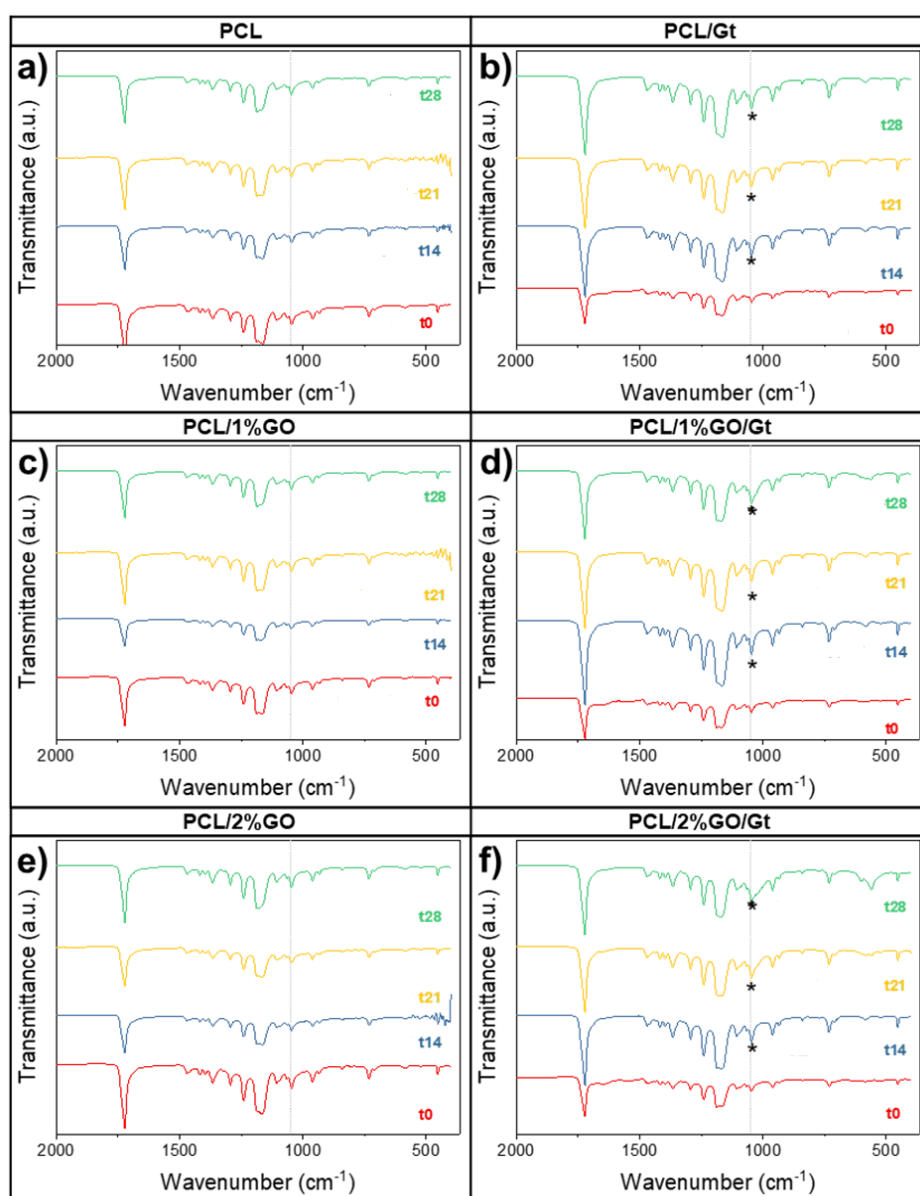 PCL
PCL/Gt
a)
Transmittance (a.u.)
t28
t21
t14
t0
2000 1500 1000 500
Wavenumber (cm-1)
b)
Transmittance (a.u.)
t28
*
t21
*
t14
*
t0
2000 1500 1000 500
Wavenumber (cm-1)
PCL/1%GO
PCL/1%GO/Gt
c)
Transmittance (a.u.)
t28
t21
t14
t0
2000 1500 1000 500
Wavenumber (cm-1)
d)
Transmittance (a.u.)
t28
*
t21
*
t14
*
t0
2000 1500 1000 500
Wavenumber (cm-1)
PCL/2%GO
PCL/2%GO/Gt
e)
Transmittance (a.u.)
t28
t21
t14
t0
2000 1500 1000 500
Wavenumber (cm-1)
f)
Transmittance (a.u.)
t28
*
t21
*
t14
*
t0
2000 1500 1000 500
Wavenumber (cm-1)